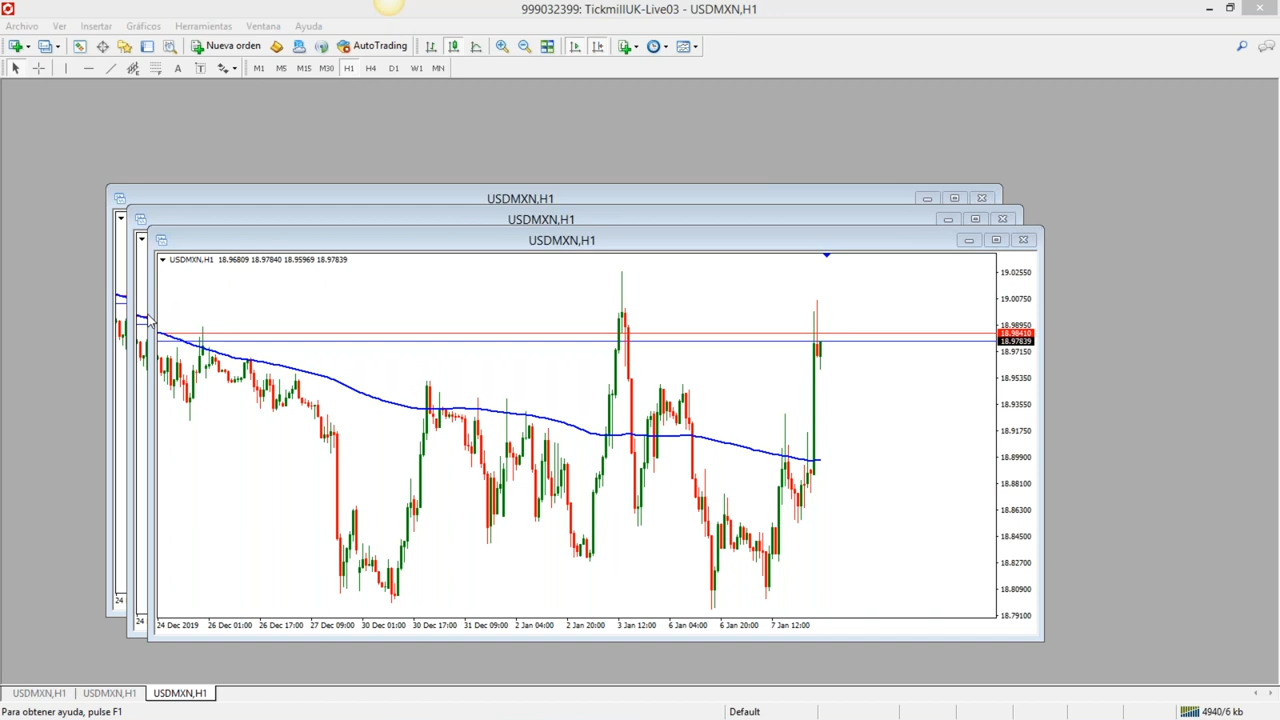 999032399: TickmillUK-Live03 - USDMXN,H1
Archivo Ver Insertar Gráficos Herramientas Ventana Ayuda
Nueva orden AutoTrading
A T M1 M5 M15 M30 H1 H4 D1 W1 MN
USDMXN,H1
USDMXN,H1
USDMXN,H1
USDMXN,H1 18.96809 18.97840 18.95969 18.97839
19.02550
19.00750
18.98950
18.98410
18.97839
18.97150
18.95350
18.93550
18.91750
18.89900
18.88100
18.86300
18.84500
18.82700
18.80900
18.79100
24
24
24 Dec 2019 26 Dec 01:00 26 Dec 17:00 27 Dec 09:00 30 Dec 01:00 30 Dec 17:00 31 Dec 09:00 2 Jan 04:00 2 Jan 20:00 3 Jan 12:00 6 Jan 04:00 6 Jan 20:00 7 Jan 12:00
USDMXN,H1 USDMXN,H1 USDMXN,H1
Para obtener ayuda, pulse F1 Default 4940/6 kb